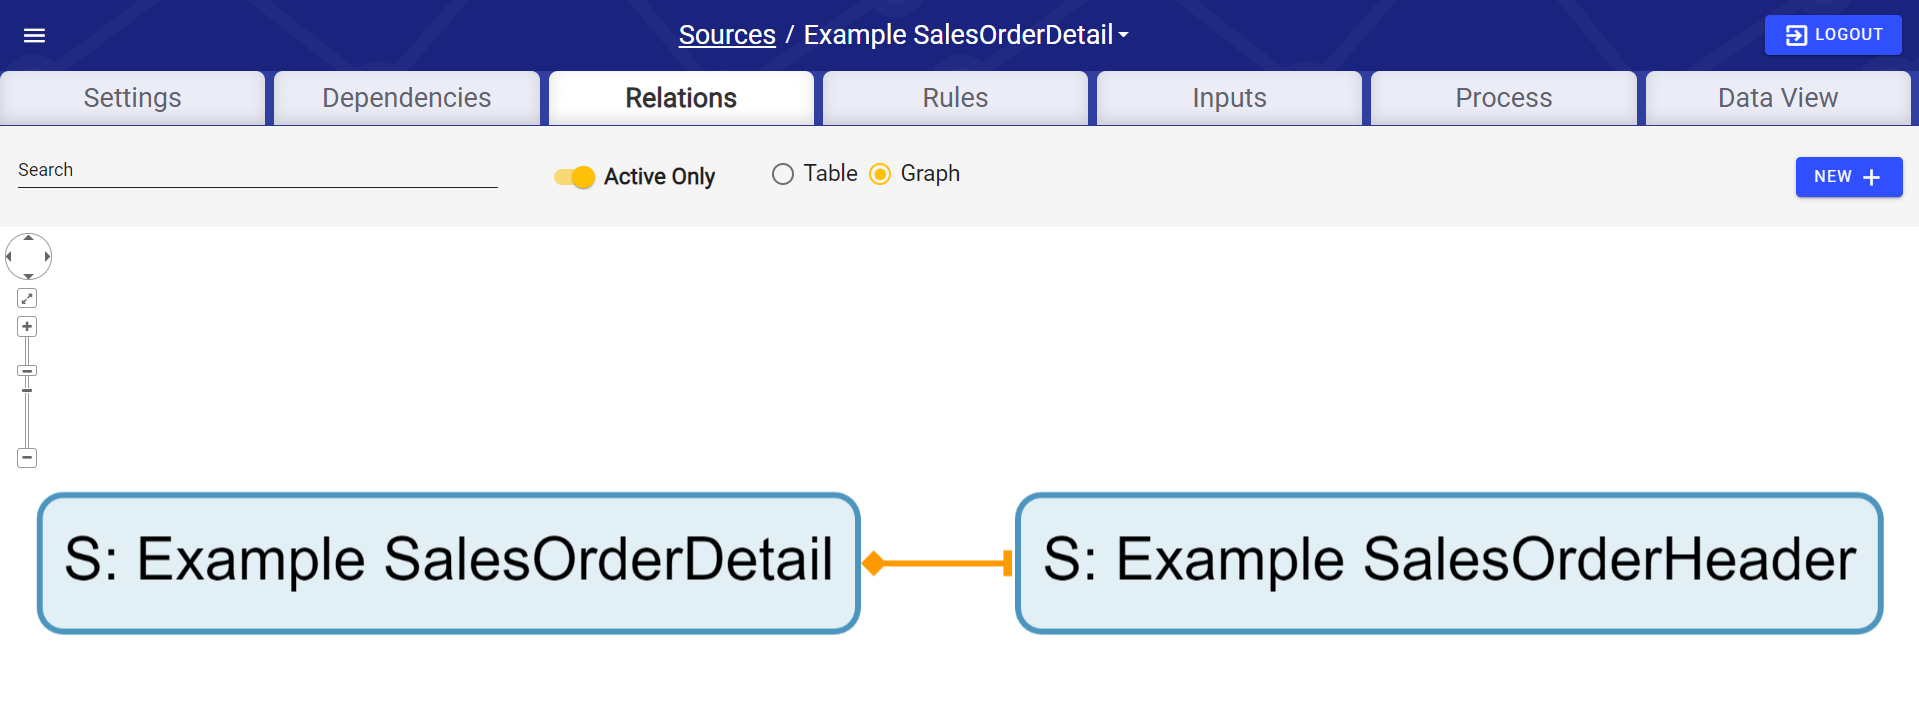 Sources / Example SalesOrderDetail
LOGOUT
Settings
Dependencies
Relations
Rules
Inputs
Process
Data View
Search
Active Only
Table
Graph
NEW +
S: Example SalesOrderDetail
S: Example SalesOrderHeader